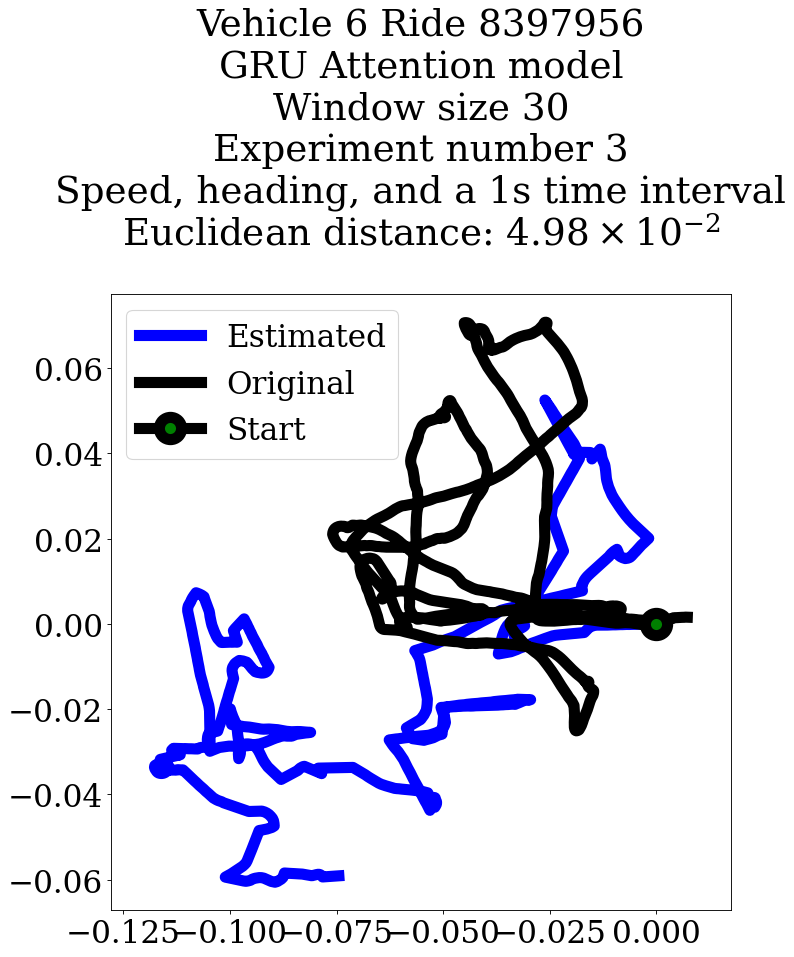 Vehicle 6 Ride 8397956
GRU Attention model
Window size 30
Experiment number 3
Speed, heading, and a 1s time interval
Euclidean distance: 4.98 × 10⁻²
Estimated
Original
Start
0.06
0.04
0.02
0.00
−0.02
−0.04
−0.06
−0.125 −0.100 −0.075 −0.050 −0.025 0.000